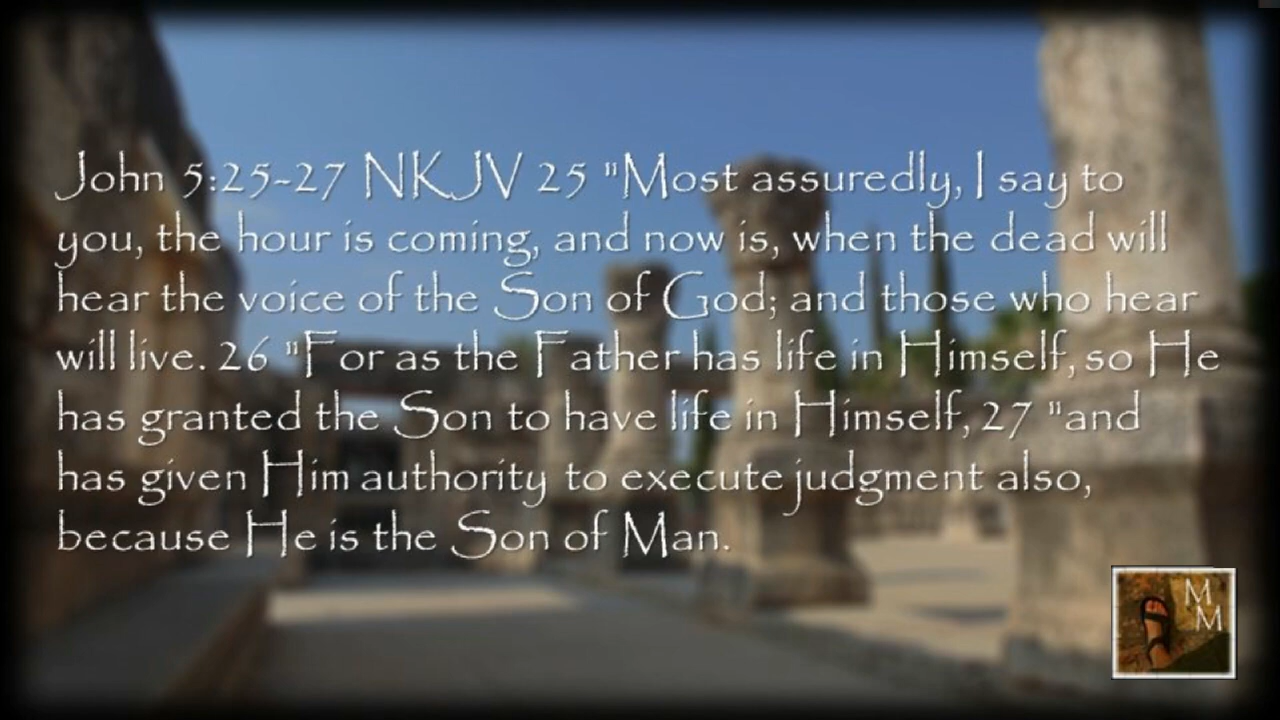 John 5:25-27 NKJV 25 "Most assuredly, I say to
you, the hour is coming, and now is, when the dead will
hear the voice of the Son of God; and those who hear
will live. 26 "For as the Father has life in Himself, so He
has granted the Son to have life in Himself, 27 "and
has given Him authority to execute judgment also,
because He is the Son of Man.
M
M